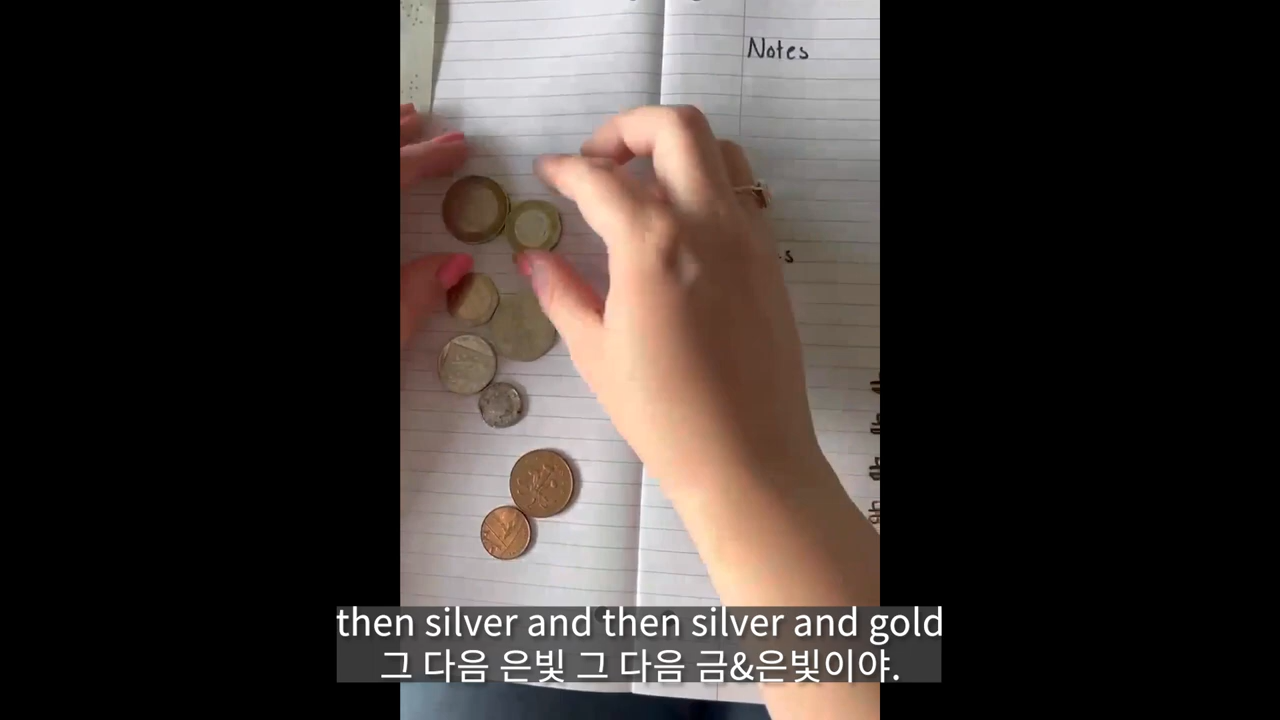 Notes
then silver and then silver and gold
그 다음 은빛 그 다음 금&은빛이야.